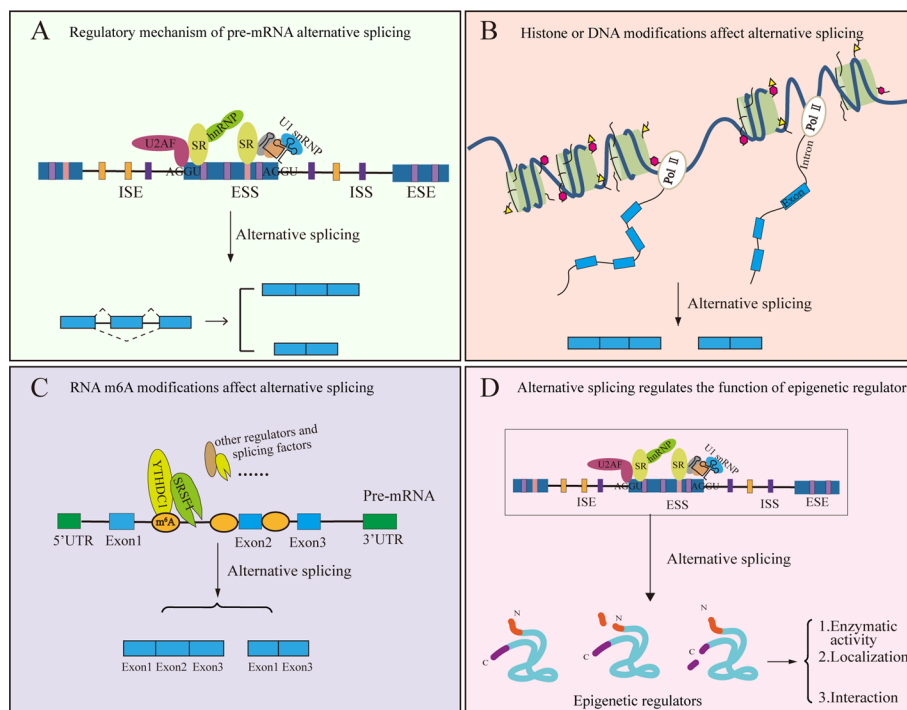 A Regulatory mechanism of pre-mRNA alternative splicing
hnRNP
U1 snRNP
U2AF
SR
SR
AGGU
AGGU
ISE
ESS
ISS
ESE
Alternative splicing
B Histone or DNA modifications affect alternative splicing
Pol II
Pol II
Intron
Exon
Alternative splicing
C RNA m6A modifications affect alternative splicing
other regulators and
splicing factors
......
YTHDC1
SRSF1
Pre-mRNA
m⁶A
5’UTR
Exon1
Exon2
Exon3
3’UTR
Alternative splicing
Exon1 Exon2 Exon3
Exon1 Exon3
D Alternative splicing regulates the function of epigenetic regulator
hnRNP
U1 snRNP
U2AF
SR
SR
AGGU
AGGU
ISE
ESS
ISS
ESE
Alternative splicing
N
N
N
C
C
C
1.Enzymatic
activity
2.Localization
3.Interaction
Epigenetic regulators